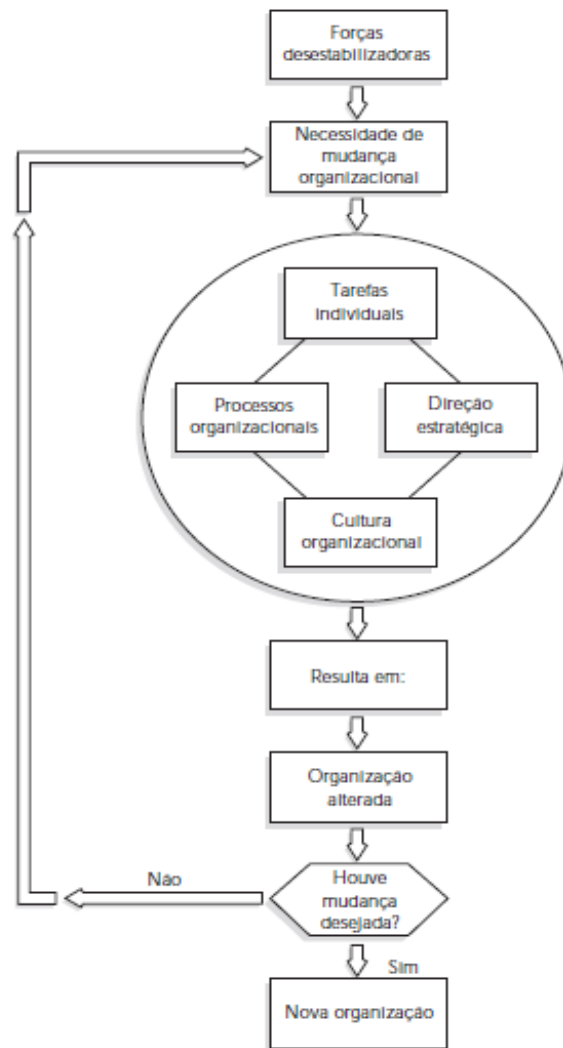 Forças
desestabilizadoras
Necessidade de
mudança
organizacional
Tarefas
individuais
Processos
organizacionais
Direção
estratégica
Cultura
organizacional
Resulta em:
Organização
alterada
Houve
mudança
desejada?
Não
Sim
Nova organização